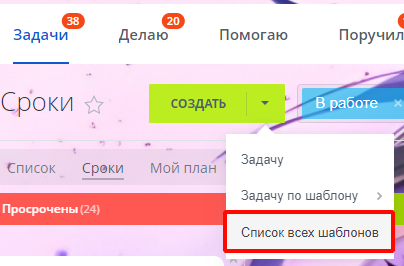 38 20
Задачи Делаю Помогаю Поручил
Сроки СОЗДАТЬ В работе ×
Список Сроки Мой план
Просрочены (24)
Задачу
Задачу по шаблону
Список всех шаблонов